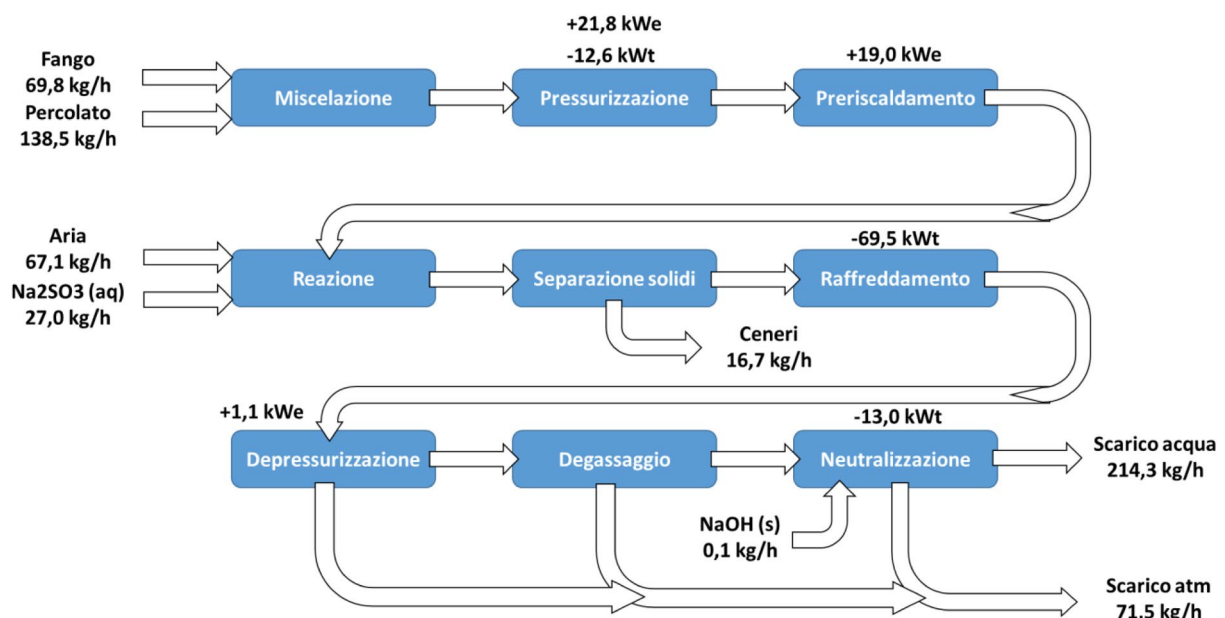 +21,8 kWe
-12,6 kWt
+19,0 kWe
Fango
69,8 kg/h
Percolato
138,5 kg/h
Miscelazione
Pressurizzazione
Preriscaldamento
Aria
67,1 kg/h
Na2SO3 (aq)
27,0 kg/h
-69,5 kWt
Reazione
Separazione solidi
Raffreddamento
Ceneri
16,7 kg/h
+1,1 kWe
-13,0 kWt
Depressurizzazione
Degassaggio
Neutralizzazione
Scarico acqua
214,3 kg/h
NaOH (s)
0,1 kg/h
Scarico atm
71,5 kg/h